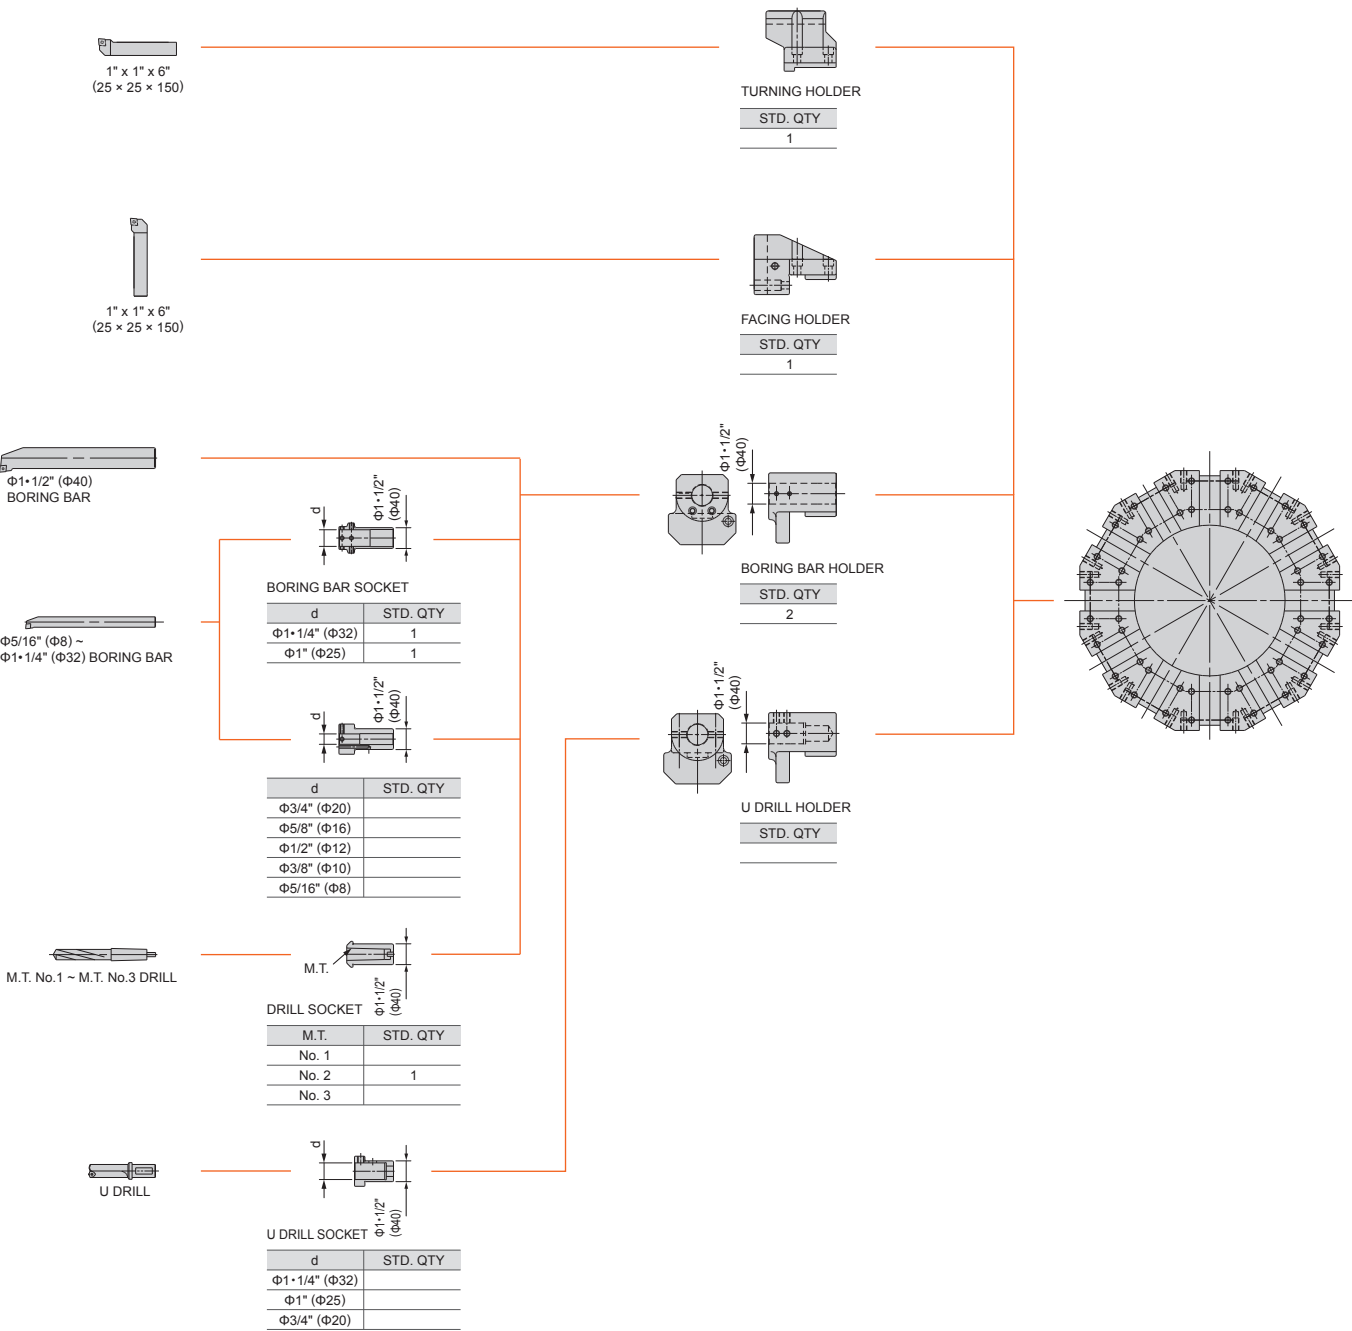 1" x 1" x 6"
(25 × 25 × 150)
TURNING HOLDER
STD. QTY
1
1" x 1" x 6"
(25 × 25 × 150)
FACING HOLDER
STD. QTY
1
Φ1•1/2" (Φ40)
BORING BAR
d
Φ1•1/2"
(Φ40)
BORING BAR SOCKET
d STD. QTY
Φ1•1/4" (Φ32) 1
Φ1" (Φ25) 1
Φ1•1/2"
(Φ40)
BORING BAR HOLDER
STD. QTY
2
Φ5/16" (Φ8) ~
Φ1•1/4" (Φ32) BORING BAR
d
Φ1•1/2"
(Φ40)
d STD. QTY
Φ3/4" (Φ20)
Φ5/8" (Φ16)
Φ1/2" (Φ12)
Φ3/8" (Φ10)
Φ5/16" (Φ8)
Φ1•1/2"
(Φ40)
U DRILL HOLDER
STD. QTY
M.T. No.1 ~ M.T. No.3 DRILL
M.T.
Φ1•1/2"
(Φ40)
DRILL SOCKET
M.T. STD. QTY
No. 1
No. 2 1
No. 3
U DRILL
d
Φ1•1/2"
(Φ40)
U DRILL SOCKET
d STD. QTY
Φ1•1/4" (Φ32)
Φ1" (Φ25)
Φ3/4" (Φ20)